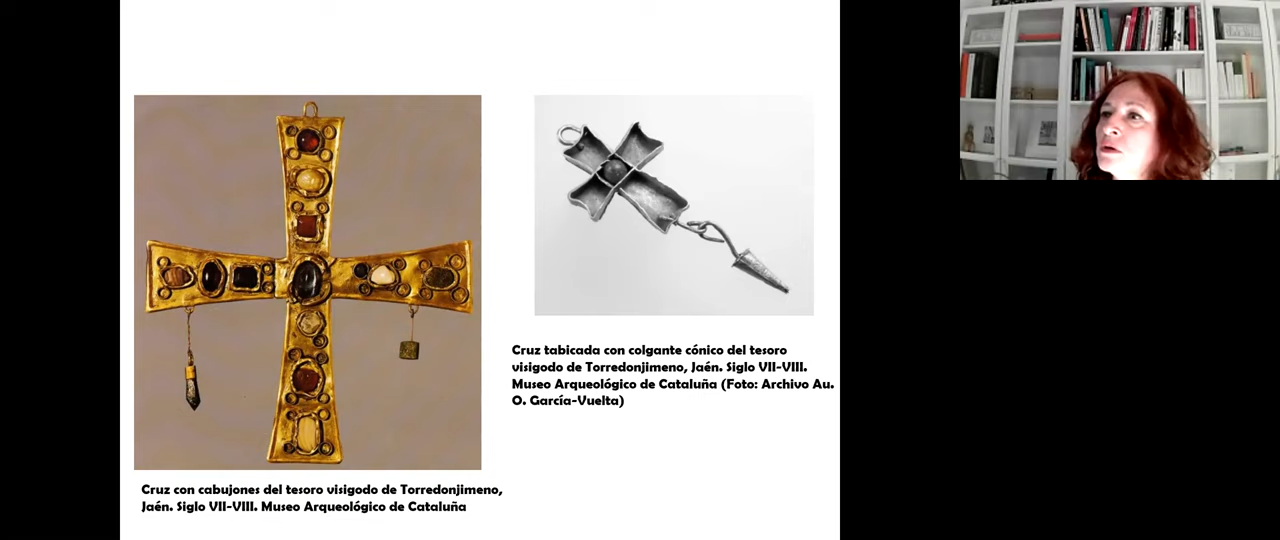 Cruz tabicada con colgante cónico del tesoro
visigodo de Torredonjimeno, Jaén. Siglo VII-VIII.
Museo Arqueológico de Cataluña (Foto: Archivo Au.
O. García-Vuelta)
Cruz con cabujones del tesoro visigodo de Torredonjimeno,
Jaén. Siglo VII-VIII. Museo Arqueológico de Cataluña